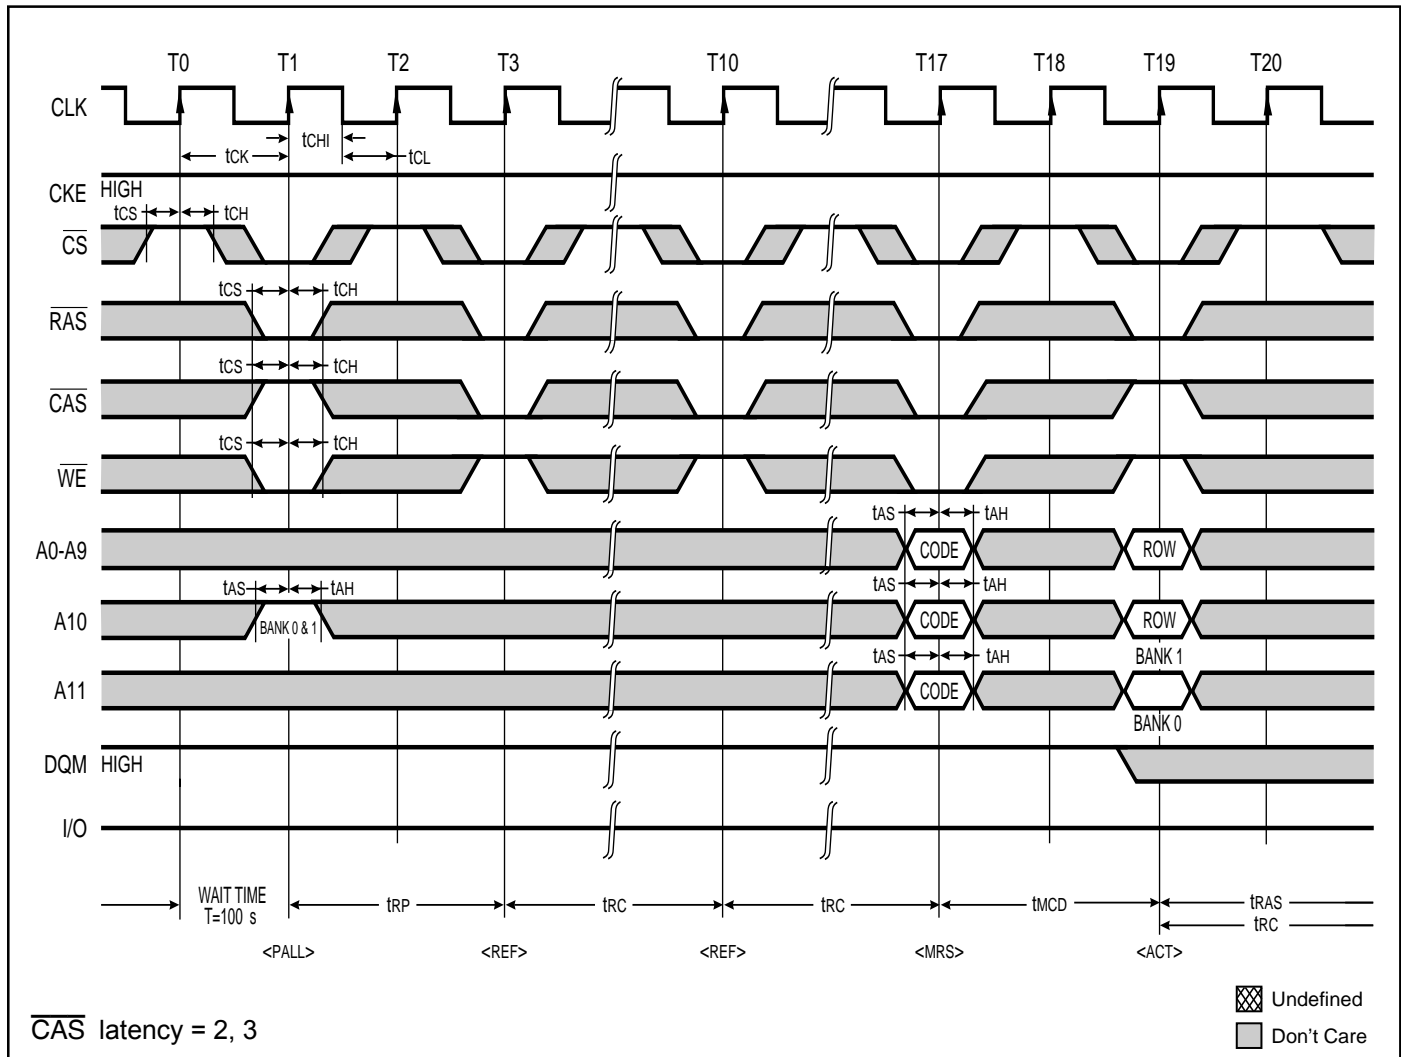 T0 T1 T2 T3 T10 T17 T18 T19 T20
CLK
tCHI
tCK tCL
CKE HIGH
tCS tCH
CS
tCS tCH
RAS
tCS tCH
CAS
tCS tCH
WE
tAS tAH
A0-A9 CODE ROW
tAS tAH tAS tAH
A10 BANK 0 & 1 CODE ROW
tAS tAH BANK 1
A11 CODE
BANK 0
DQM HIGH
I/O
WAIT TIME
T=100 s
tRP tRC tRC tMCD tRAS
tRC
<PALL> <REF> <REF> <MRS> <ACT>
Undefined
CAS latency = 2, 3
Don't Care